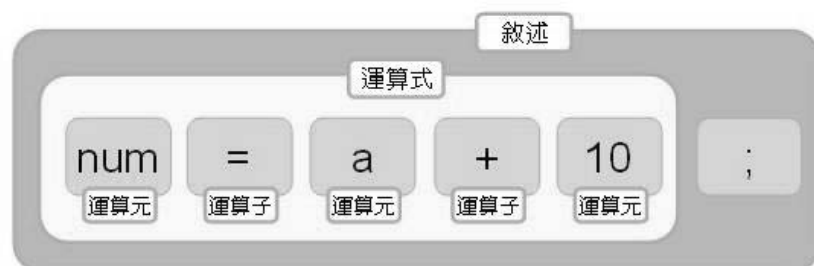 敘述
運算式
num = a + 10 ;
運算元 運算子 運算元 運算子 運算元